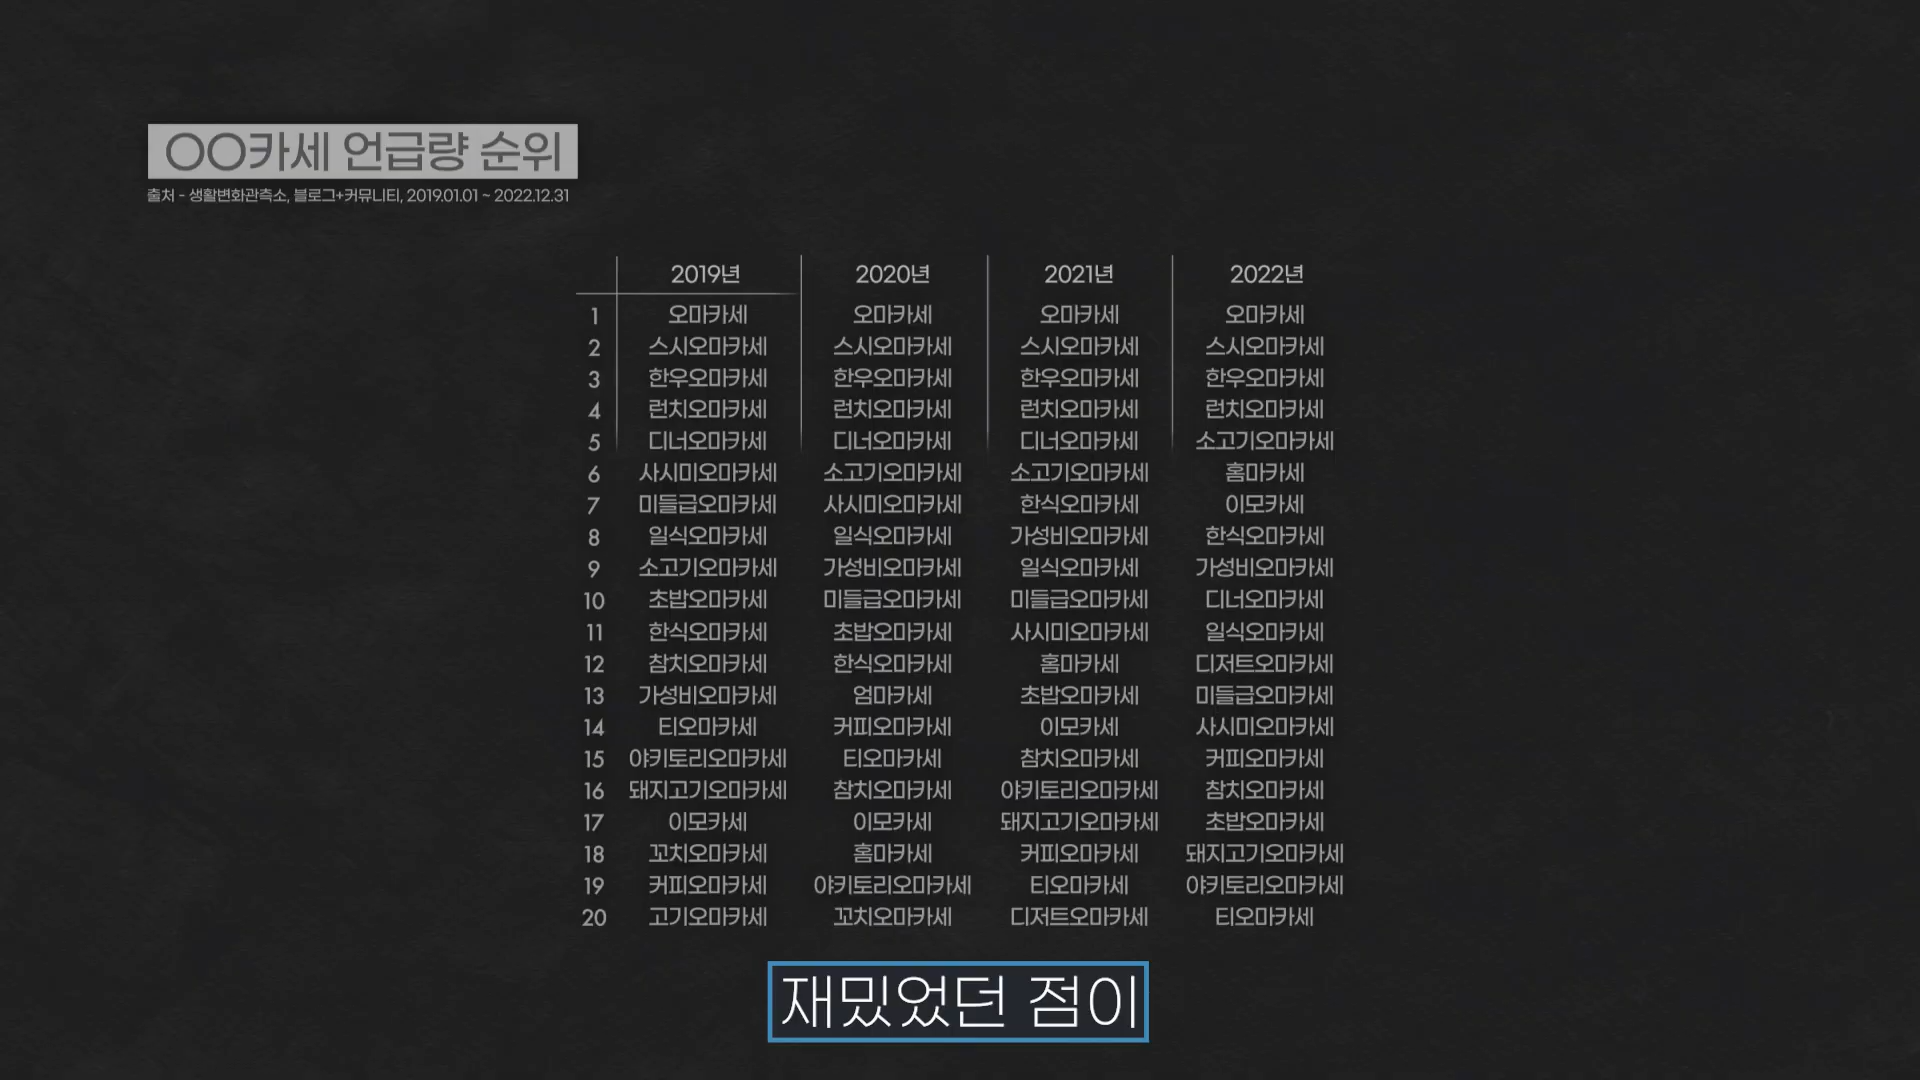 ○○카세 언급량 순위
출처 - 생활변화관측소, 블로그+커뮤니티, 2019.01.01 ~ 2022.12.31
2019년 2020년 2021년 2022년
1 오마카세 오마카세 오마카세 오마카세
2 스시오마카세 스시오마카세 스시오마카세 스시오마카세
3 한우오마카세 한우오마카세 한우오마카세 한우오마카세
4 런치오마카세 런치오마카세 런치오마카세 런치오마카세
5 디너오마카세 디너오마카세 디너오마카세 소고기오마카세
6 사시미오마카세 소고기오마카세 소고기오마카세 홈마카세
7 미들급오마카세 사시미오마카세 한식오마카세 이모카세
8 일식오마카세 일식오마카세 가성비오마카세 한식오마카세
9 소고기오마카세 가성비오마카세 일식오마카세 가성비오마카세
10 초밥오마카세 미들급오마카세 미들급오마카세 디너오마카세
11 한식오마카세 초밥오마카세 사시미오마카세 일식오마카세
12 참치오마카세 한식오마카세 홈마카세 디저트오마카세
13 가성비오마카세 엄마카세 초밥오마카세 미들급오마카세
14 티오마카세 커피오마카세 이모카세 사시미오마카세
15 야키토리오마카세 티오마카세 참치오마카세 커피오마카세
16 돼지고기오마카세 참치오마카세 야키토리오마카세 참치오마카세
17 이모카세 이모카세 돼지고기오마카세 초밥오마카세
18 꼬치오마카세 홈마카세 커피오마카세 돼지고기오마카세
19 커피오마카세 야키토리오마카세 티오마카세 야키토리오마카세
20 고기오마카세 꼬치오마카세 디저트오마카세 티오마카세
재밌었던 점이